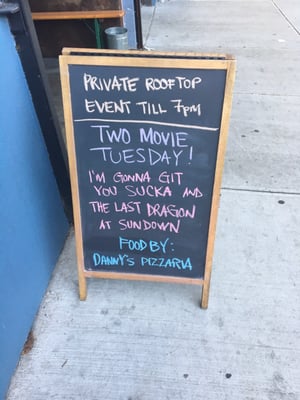 PRIVATE ROOFTOP
EVENT TILL 7pm
TWO MOVIE
TUESDAY!
I'M GONNA GIT
YOU SUCKA AND
THE LAST DRAGON
AT SUNDOWN
FOOD BY:
DANNY'S PIZZARIA